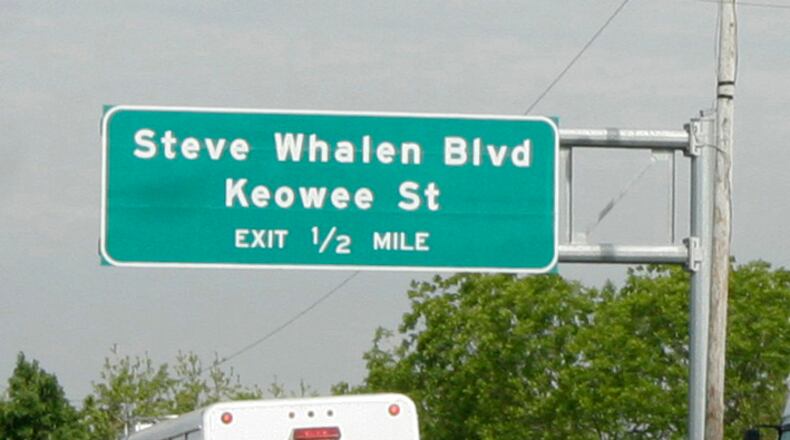 Steve Whalen Blvd
Keowee St
EXIT 1/2 MILE